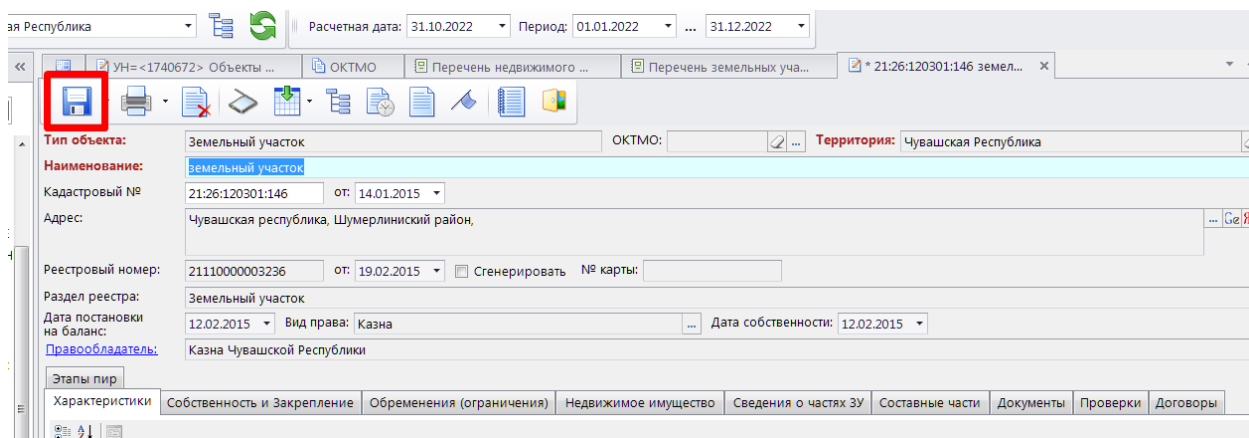 ая Республика Расчетная дата: 31.10.2022 Период: 01.01.2022 ... 31.12.2022
УН=<1740672> Объекты ... ОКТМО Перечень недвижимого ... Перечень земельных уча... * 21:26:120301:146 земел... x
Тип объекта: Земельный участок ОКТМО: ... Территория: Чувашская Республика
Наименование: земельный участок
Кадастровый № 21:26:120301:146 от: 14.01.2015
Адрес: Чувашская республика, Шумерлиниский район, ...
Реестровый номер: 21110000003236 от: 19.02.2015 Сгенерировать № карты:
Раздел реестра: Земельный участок
Дата постановки
на баланс: 12.02.2015 Вид права: Казна ... Дата собственности: 12.02.2015
Правообладатель: Казна Чувашской Республики
Этапы пир
Характеристики Собственность и Закрепление Обременения (ограничения) Недвижимое имущество Сведения о частях ЗУ Составные части Документы Проверки Договоры